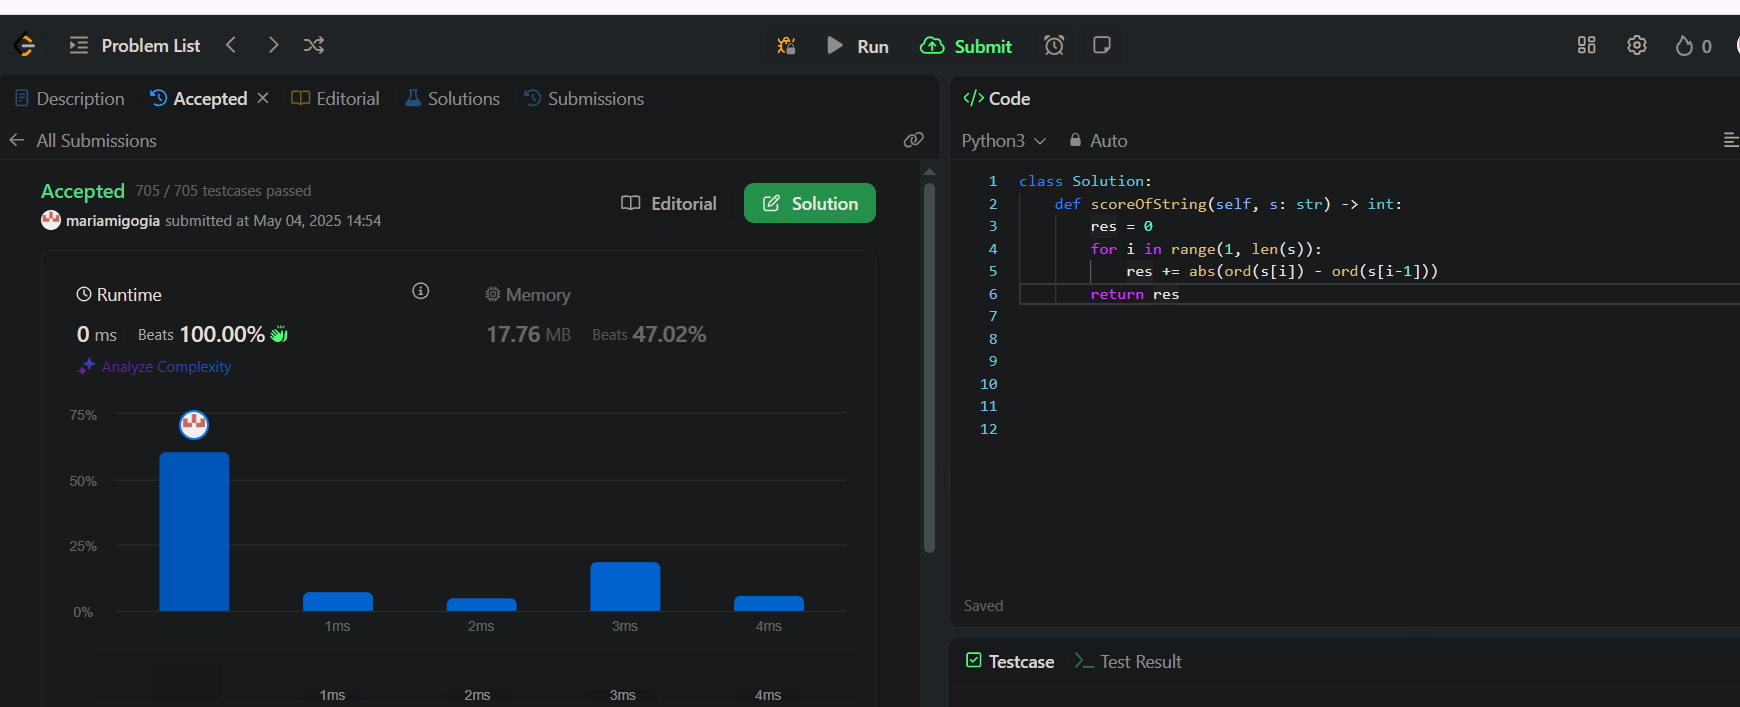 Problem List Run Submit 0
Description Accepted Editorial Solutions Submissions
All Submissions
Accepted 705 / 705 testcases passed
mariamigogia submitted at May 04, 2025 14:54
Editorial Solution
Runtime
0 ms Beats 100.00%
Analyze Complexity
Memory
17.76 MB Beats 47.02%
75%
50%
25%
0%
1ms 2ms 3ms 4ms
1ms 2ms 3ms 4ms
</> Code
Python3 Auto
1 class Solution:
2 def scoreOfString(self, s: str) -> int:
3 res = 0
4 for i in range(1, len(s)):
5 res += abs(ord(s[i]) - ord(s[i-1]))
6 return res
7
8
9
10
11
12
Saved
Testcase >_ Test Result